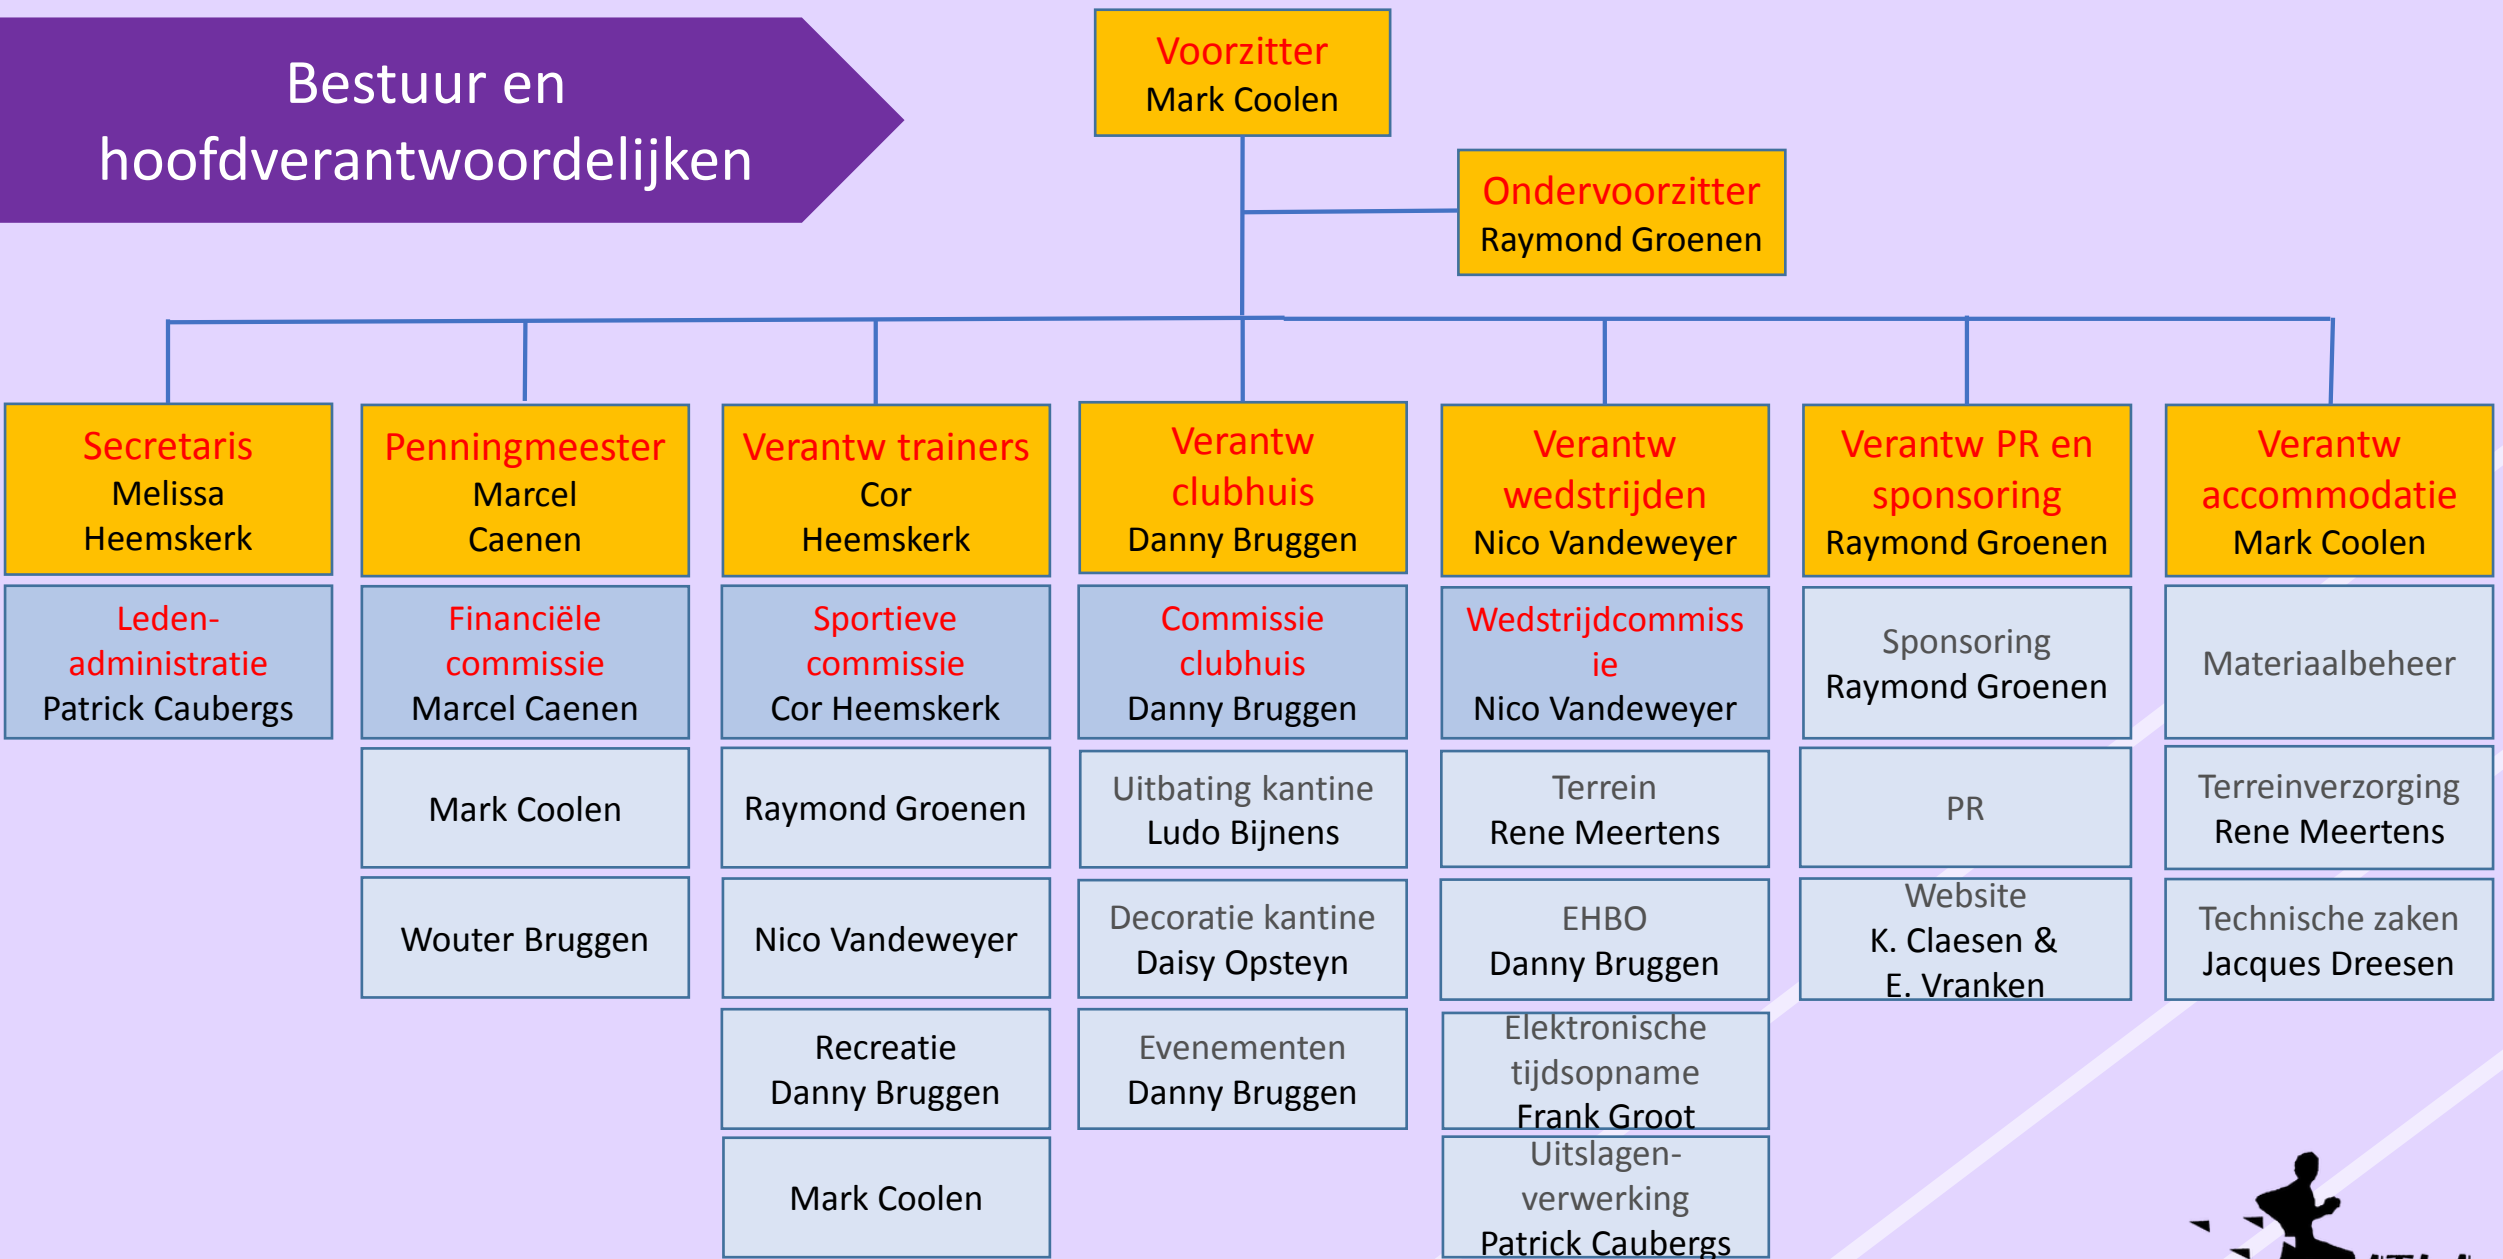 Bestuur en
hoofdverantwoordelijken
Voorzitter
Mark Coolen
Ondervoorzitter
Raymond Groenen
Secretaris
Melissa
Heemskerk
Penningmeester
Marcel
Caenen
Verantw trainers
Cor
Heemskerk
Verantw
clubhuis
Danny Bruggen
Verantw
wedstrijden
Nico Vandeweyer
Verantw PR en
sponsoring
Raymond Groenen
Verantw
accommodatie
Mark Coolen
Leden-
administratie
Patrick Caubergs
Financiële
commissie
Marcel Caenen
Sportieve
commissie
Cor Heemskerk
Commissie
clubhuis
Danny Bruggen
Wedstrijdcommiss
ie
Nico Vandeweyer
Sponsoring
Raymond Groenen
Materiaalbeheer
Mark Coolen
Raymond Groenen
Uitbating kantine
Ludo Bijnens
Terrein
Rene Meertens
PR
Terreinverzorging
Rene Meertens
Wouter Bruggen
Nico Vandeweyer
Decoratie kantine
Daisy Opsteyn
EHBO
Danny Bruggen
Website
K. Claesen &
E. Vranken
Technische zaken
Jacques Dreesen
Recreatie
Danny Bruggen
Evenementen
Danny Bruggen
Elektronische
tijdsopname
Frank Groot
Mark Coolen
Uitslagen-
verwerking
Patrick Caubergs